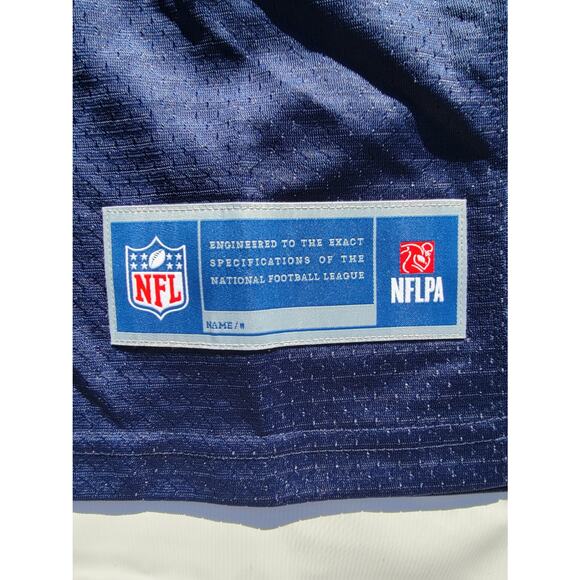 NFL
ENGINEERED TO THE EXACT
SPECIFICATIONS OF THE
NATIONAL FOOTBALL LEAGUE
NAME/#
NFLPA